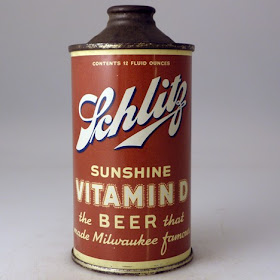 CONTENTS 12 FLUID OUNCES
Schlitz
SUNSHINE
VITAMIN D
the BEER that
made Milwaukee famous